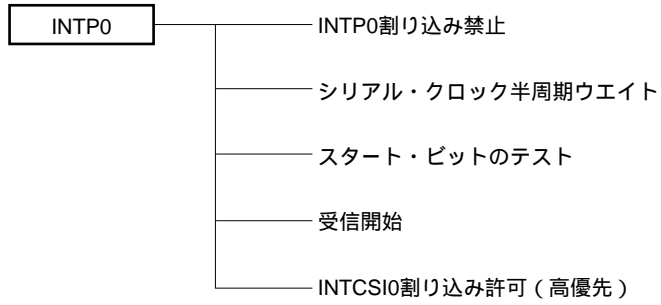 INTP0
INTP0割り込み禁止
シリアル・クロック半周期ウエイト
スタート・ビットのテスト
受信開始
INTCSI0割り込み許可（高優先）